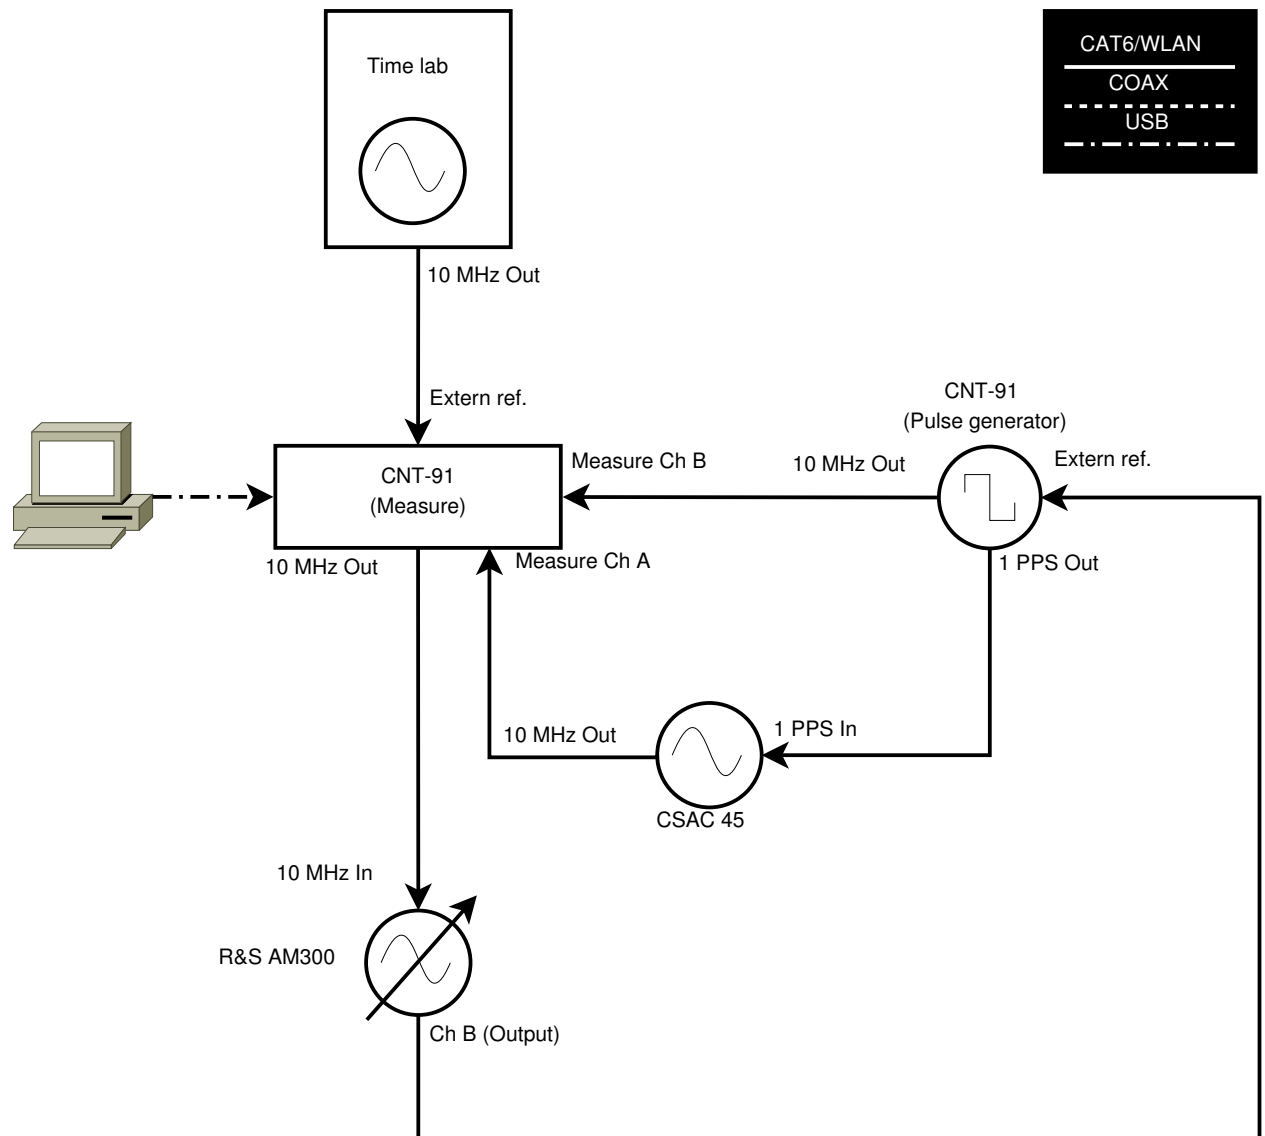 Time lab
CAT6/WLAN
COAX
USB
10 MHz Out
Extern ref.
CNT-91
(Pulse generator)
CNT-91
(Measure)
Measure Ch B
10 MHz Out
Extern ref.
10 MHz Out
Measure Ch A
1 PPS Out
10 MHz Out
1 PPS In
CSAC 45
10 MHz In
R&S AM300
Ch B (Output)